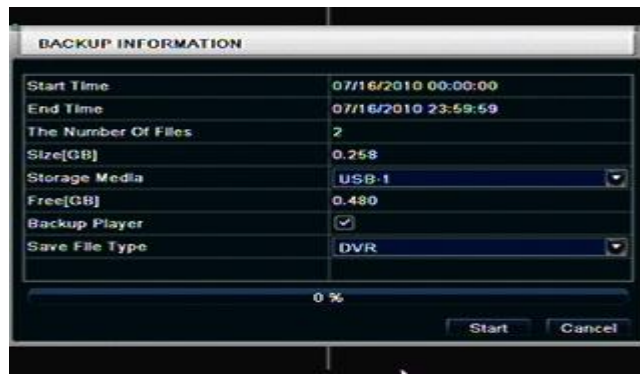 BACKUP INFORMATION
Start Time 07/16/2010 00:00:00
End Time 07/16/2010 23:59:59
The Number Of Files 2
Size[GB] 0.258
Storage Media USB-1
Free[GB] 0.480
Backup Player
Save File Type DVR
0 %
Start Cancel